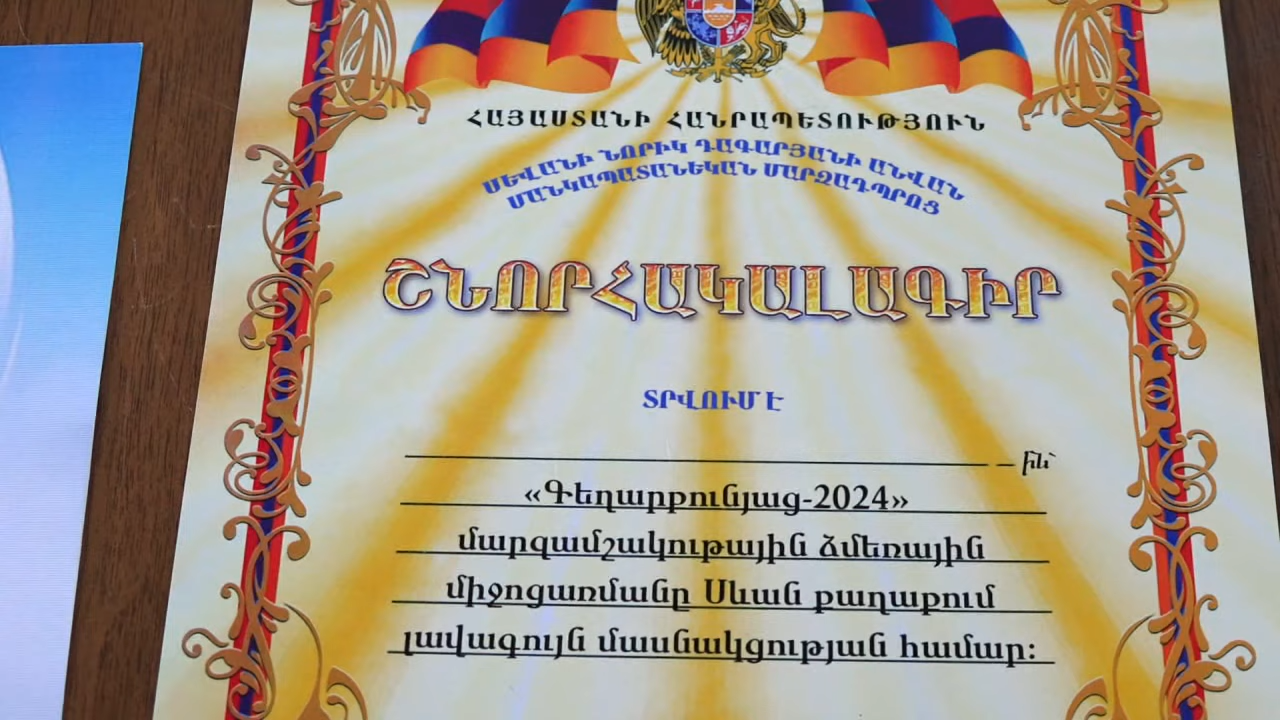 ՀԱՅԱՍՏԱՆԻ ՀԱՆՐԱՊԵՏՈՒԹՅՈՒՆ
ՍԵՎԱՆԻ ՆՈՐԻԿ ԴԱԳԱՐՅԱՆԻ ԱՆՎԱՆ
ՄԱՆԿԱՊԱՏԱՆԵԿԱՆ ՄԱՐԶԱԴՊՐՈՑ
ՇՆՈՐՀԱԿԱԼԱԳԻՐ
ՏՐՎՈՒՄ Է
– ին՝
«Գեղարքունյաց-2024»
մարզամշակութային ձմեռային
միջոցառմանը Սևան քաղաքում
լավագույն մասնակցության համար: